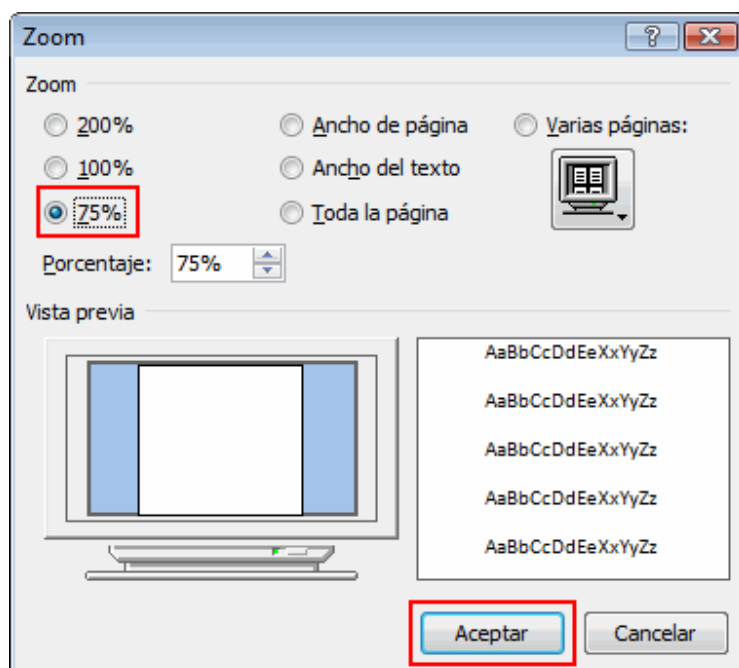 Zoom
Zoom
200%
Ancho de página
Varias páginas:
100%
Ancho del texto
75%
Toda la página
Porcentaje: 75%
Vista previa
AaBbCcDdEeXxYyZz
AaBbCcDdEeXxYyZz
AaBbCcDdEeXxYyZz
AaBbCcDdEeXxYyZz
AaBbCcDdEeXxYyZz
Aceptar
Cancelar